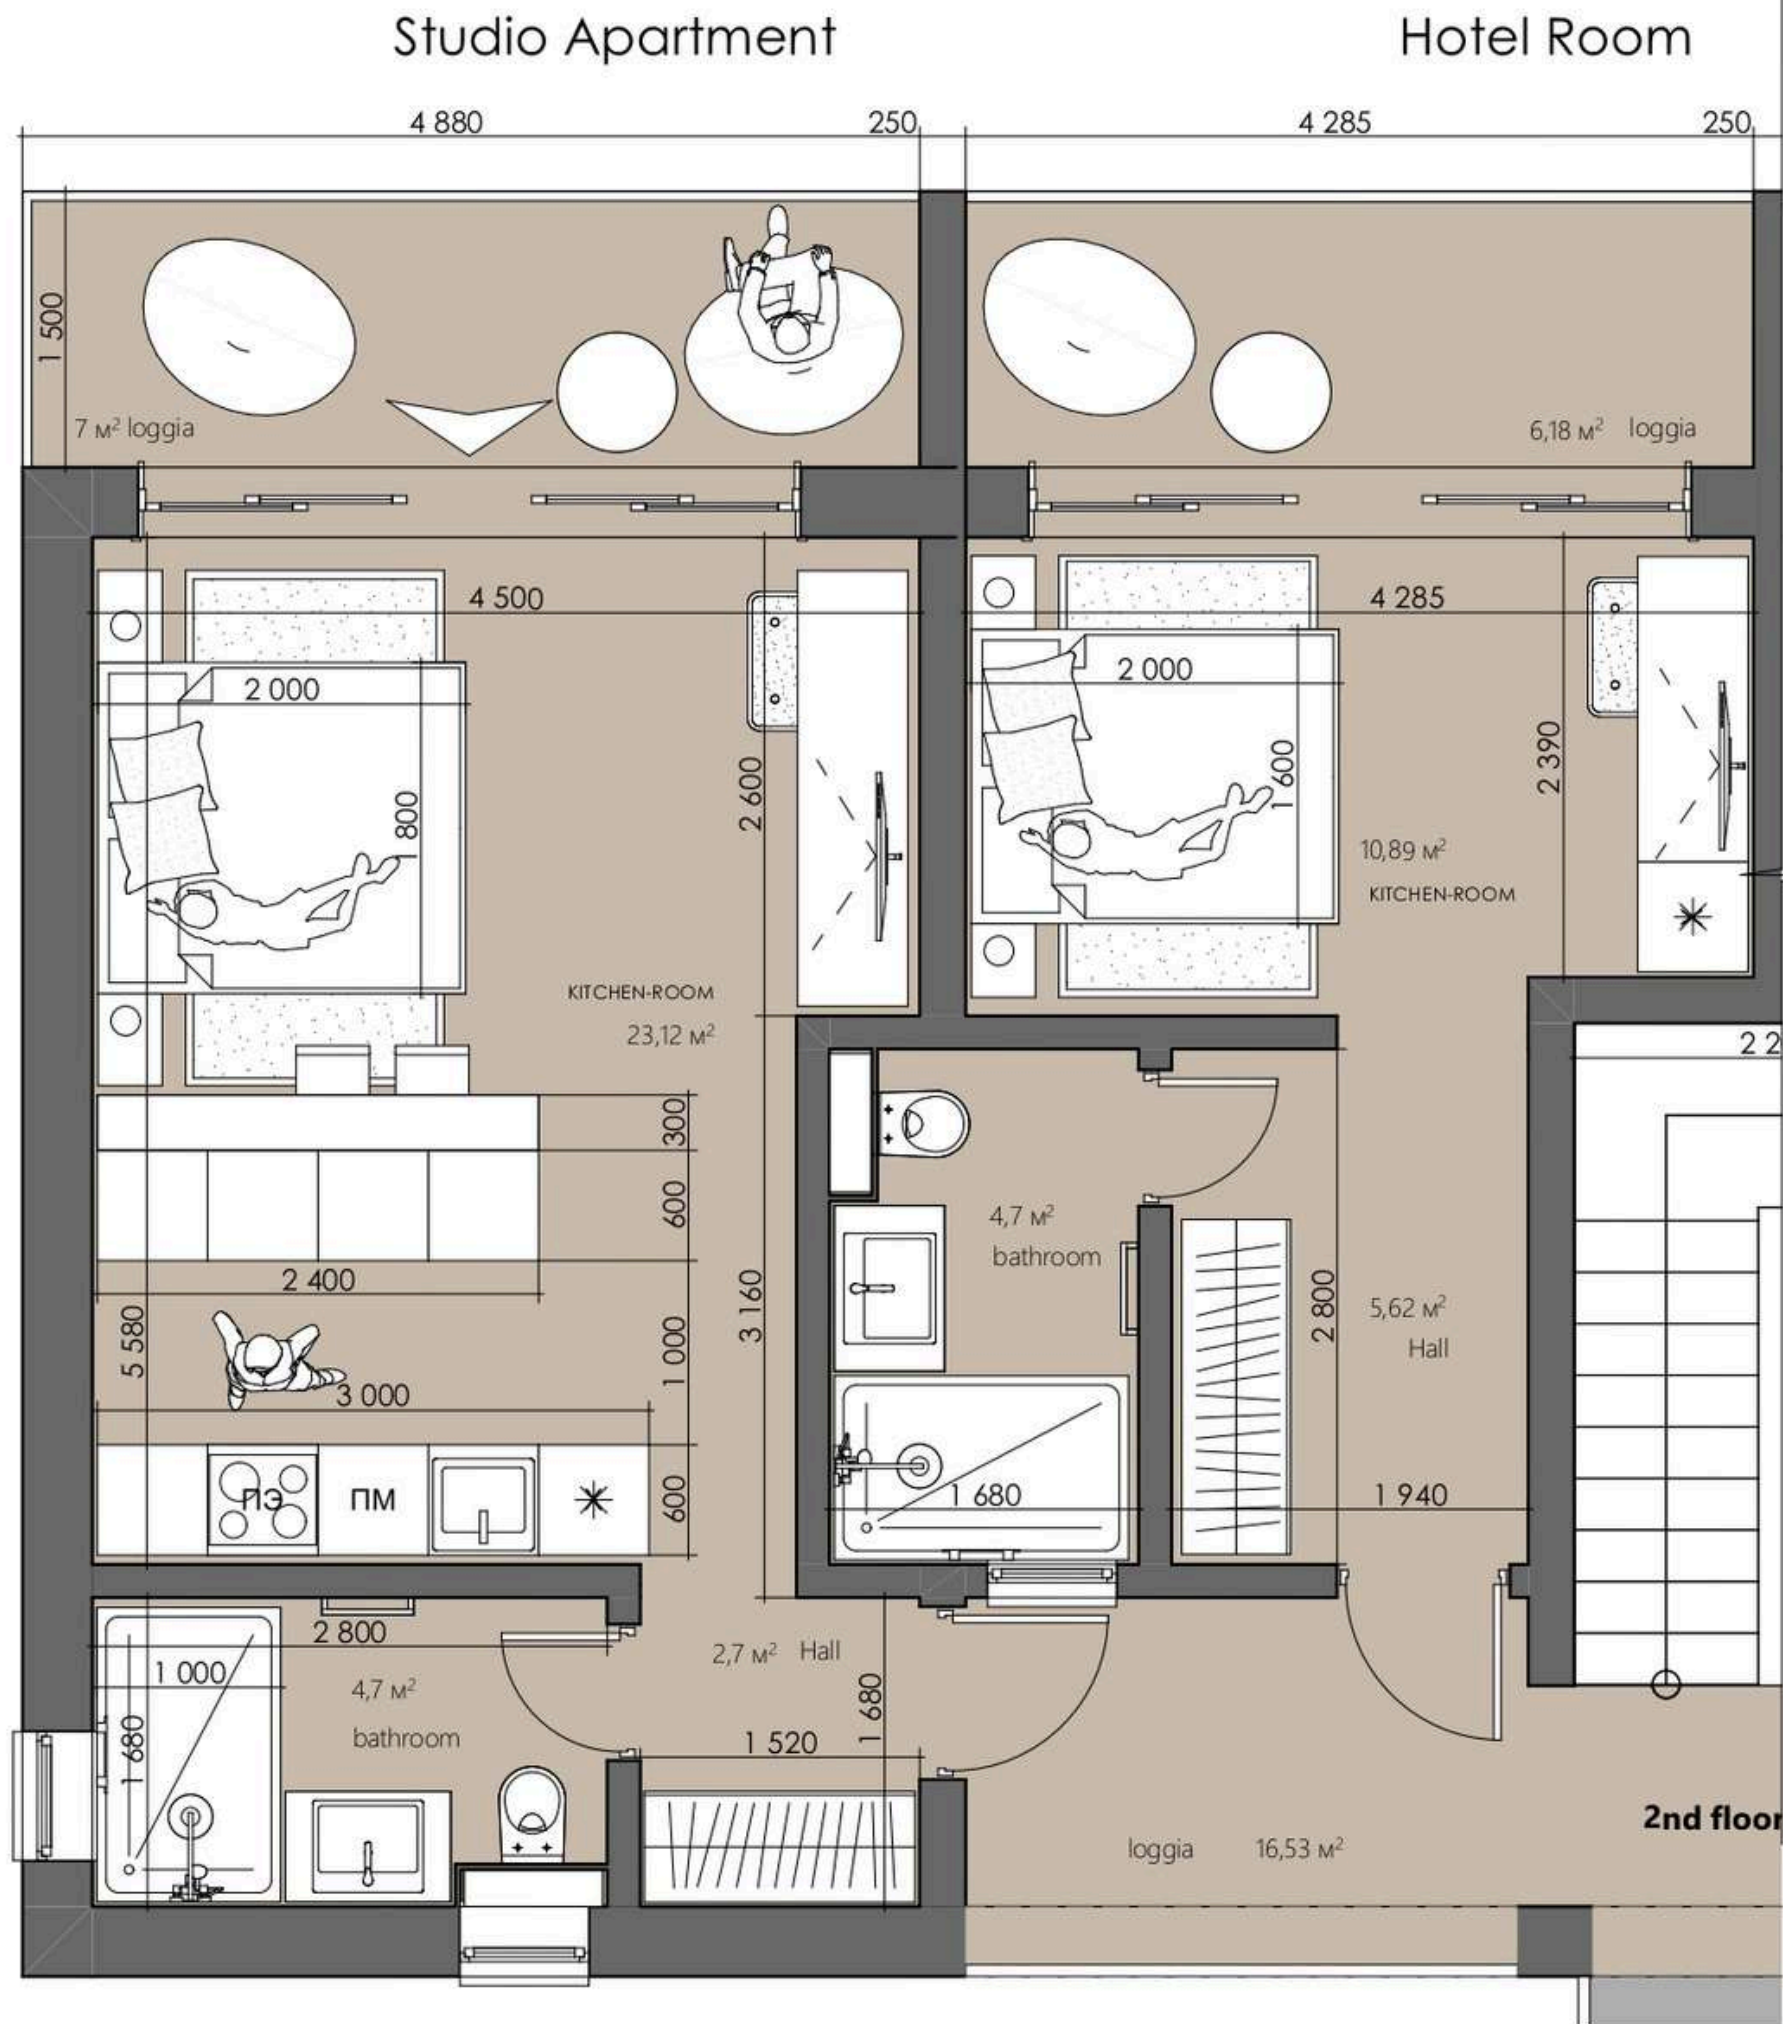 Studio Apartment
Hotel Room
4 880
250
4 285
250
1 500
7 м² loggia
6,18 м² loggia
4 500
4 285
2 000
2 000
2 600
1 800
1 600
2 390
10,89 м²
KITCHEN-ROOM
KITCHEN-ROOM
23,12 м²
2 2
300
600
4,7 м²
bathroom
2 400
5 580
3 160
1 000
2 800
5,62 м²
Hall
3 000
ПЭ
ПМ
600
1 680
1 940
2 800
1 000
4,7 м²
bathroom
1 680
2,7 м² Hall
1 680
1 520
2nd floor
loggia 16,53 м²